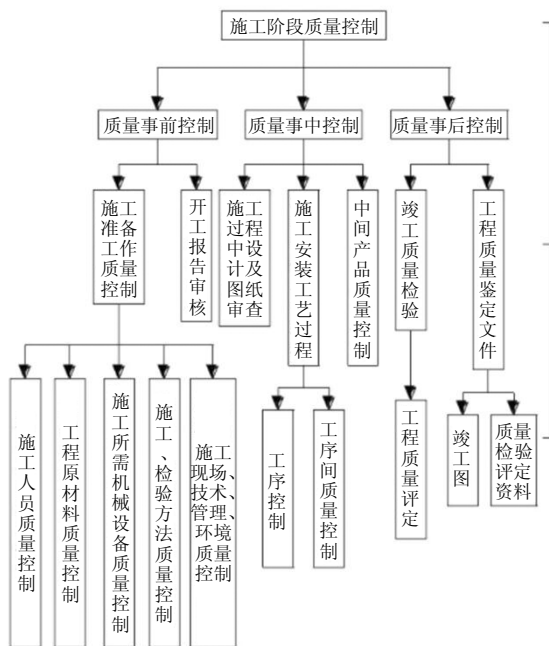 施工阶段质量控制
质量事前控制
质量事中控制
质量事后控制
施工准备工作质量控制
开工报告审核
施工过程中设计及图纸审查
施工安装工艺过程
中间产品质量控制
竣工质量检验
工程质量鉴定文件
施工人员质量控制
工程原材料质量控制
施工所需机械设备质量控制
施工、检验方法质量控制
施工现场、技术、管理、环境质量控制
工序控制
工序间质量控制
工程质量评定
竣工图
质量检验评定资料